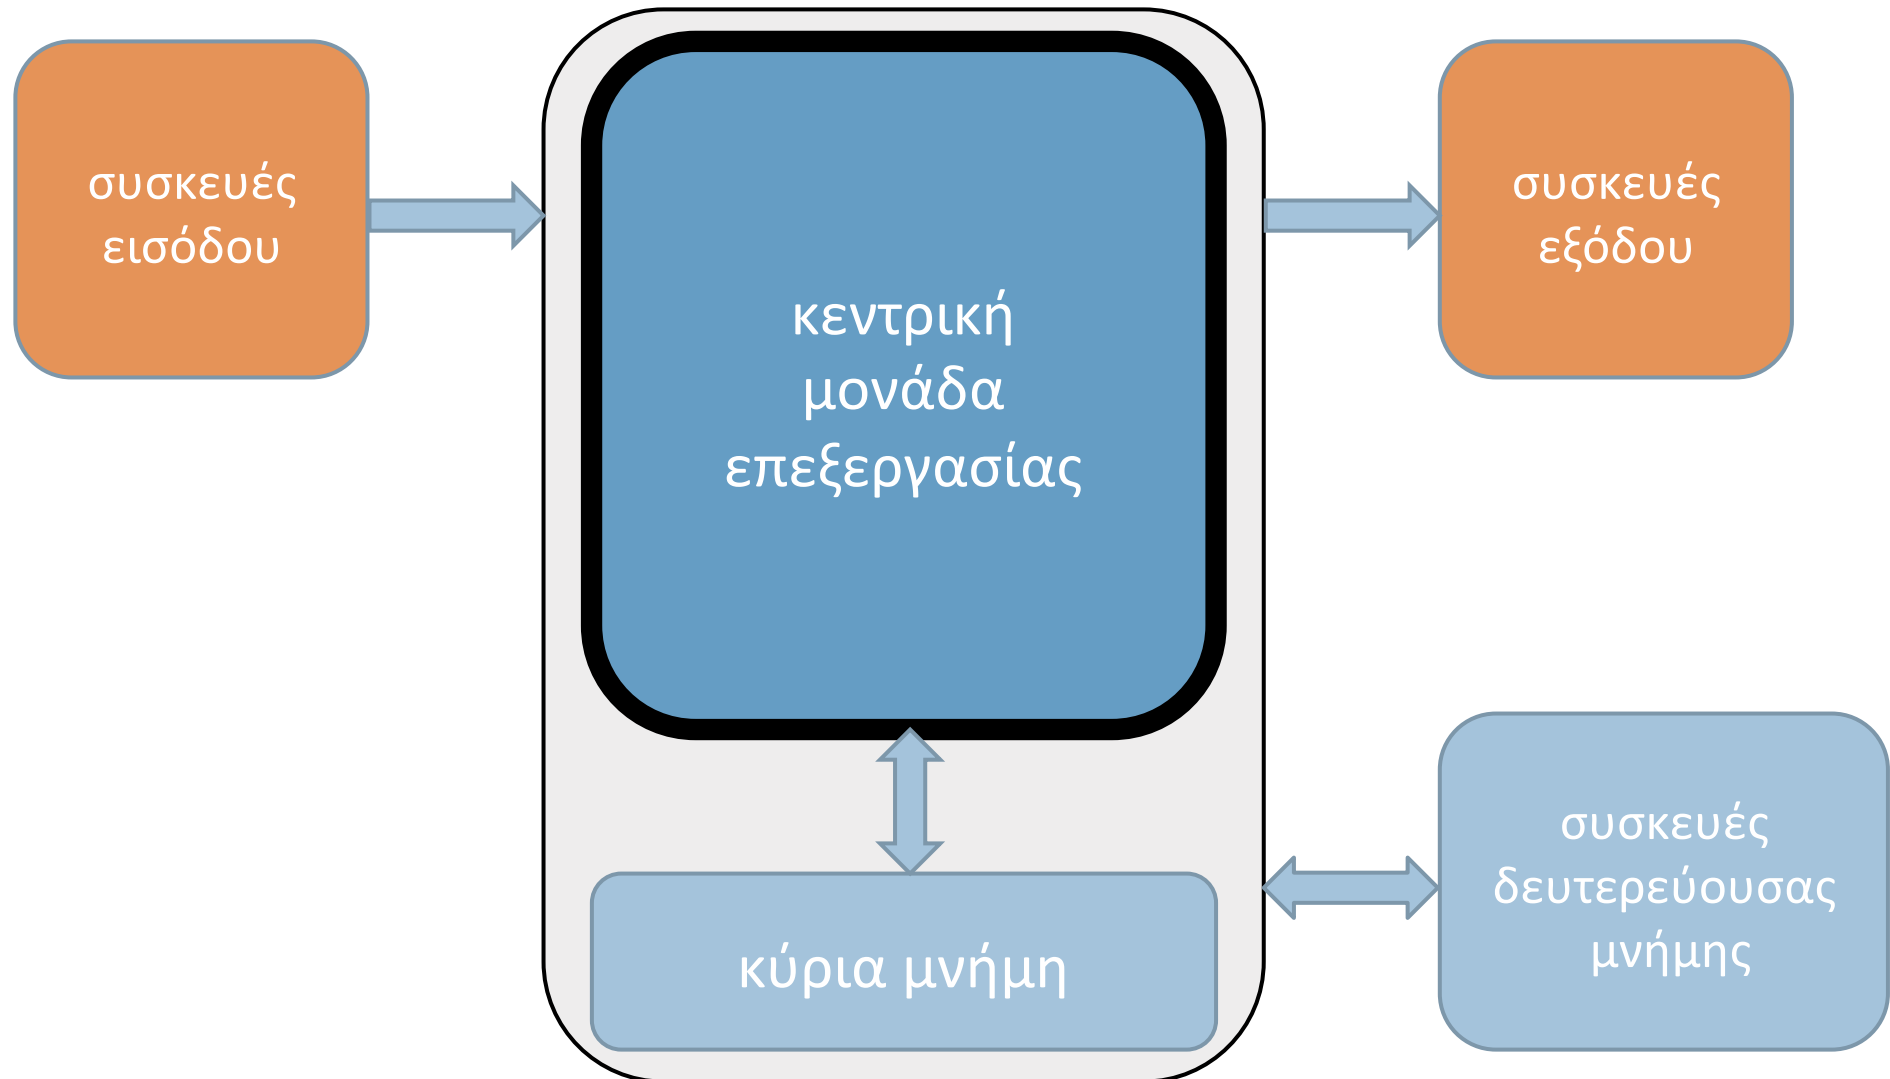 συσκευές
εισόδου
κεντρική
μονάδα
επεξεργασίας
συσκευές
εξόδου
κύρια μνήμη
συσκευές
δευτερεύουσας
μνήμης